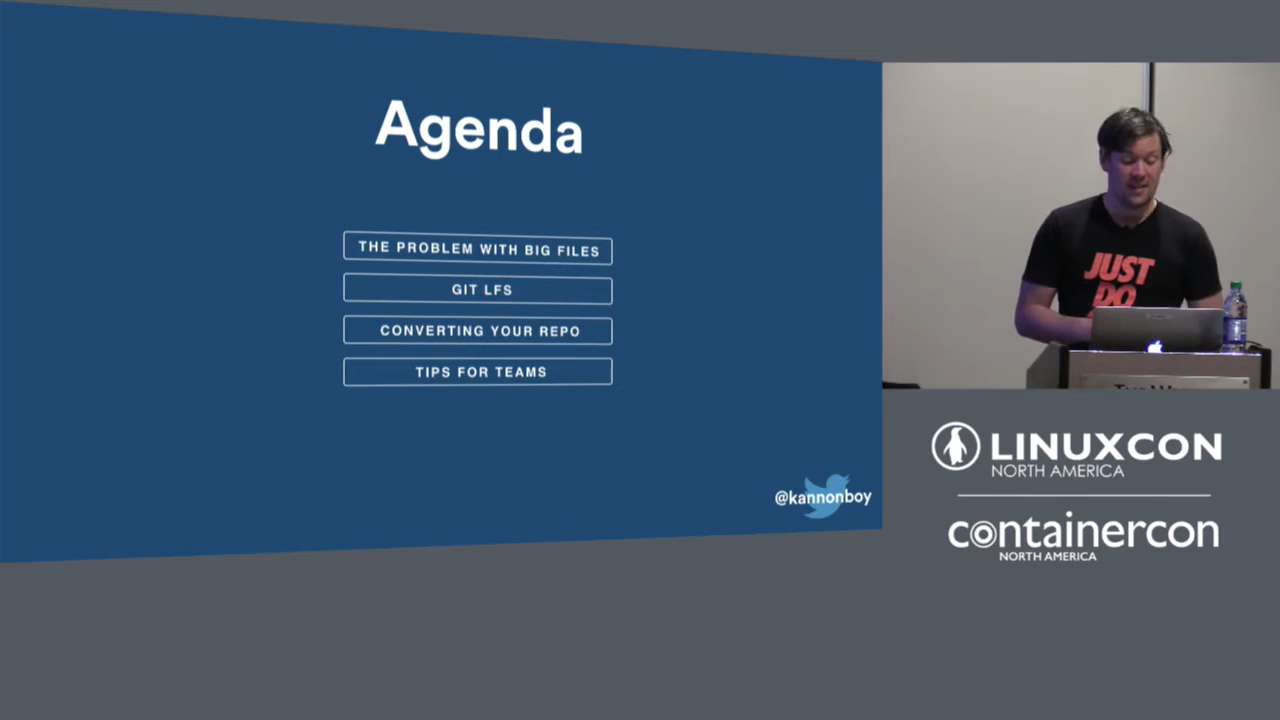 Agenda
THE PROBLEM WITH BIG FILES
GIT LFS
CONVERTING YOUR REPO
TIPS FOR TEAMS
@kannonboy
JUST
DO
LINUXCON
NORTH AMERICA
containercon
NORTH AMERICA